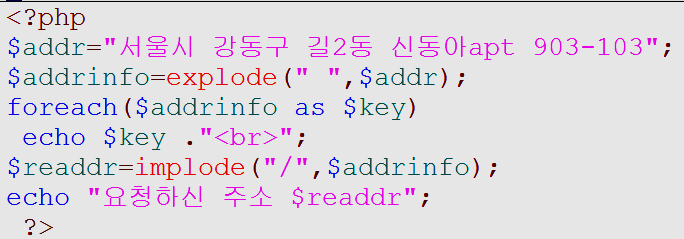 <?php
$addr="서울시 강동구 길2동 신동아apt 903-103";
$addrinfo=explode(" ",$addr);
foreach($addrinfo as $key)
 echo $key ."<br>";
$readdr=implode("/",$addrinfo);
echo "요청하신 주소 $readdr";
 ?>